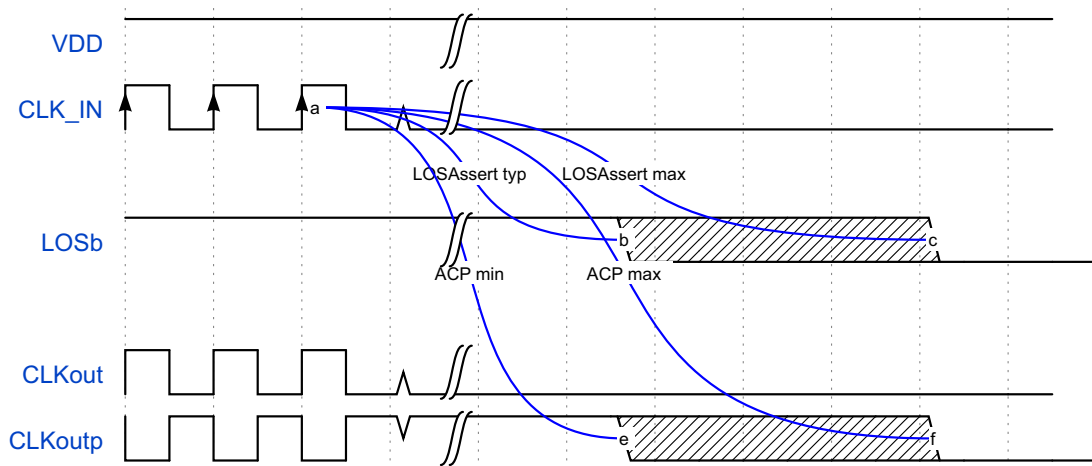 VDD
CLK_IN
a
LOSAssert typ
LOSAssert max
LOSb
b
c
ACP min
ACP max
CLKout
CLKoutp
e
f